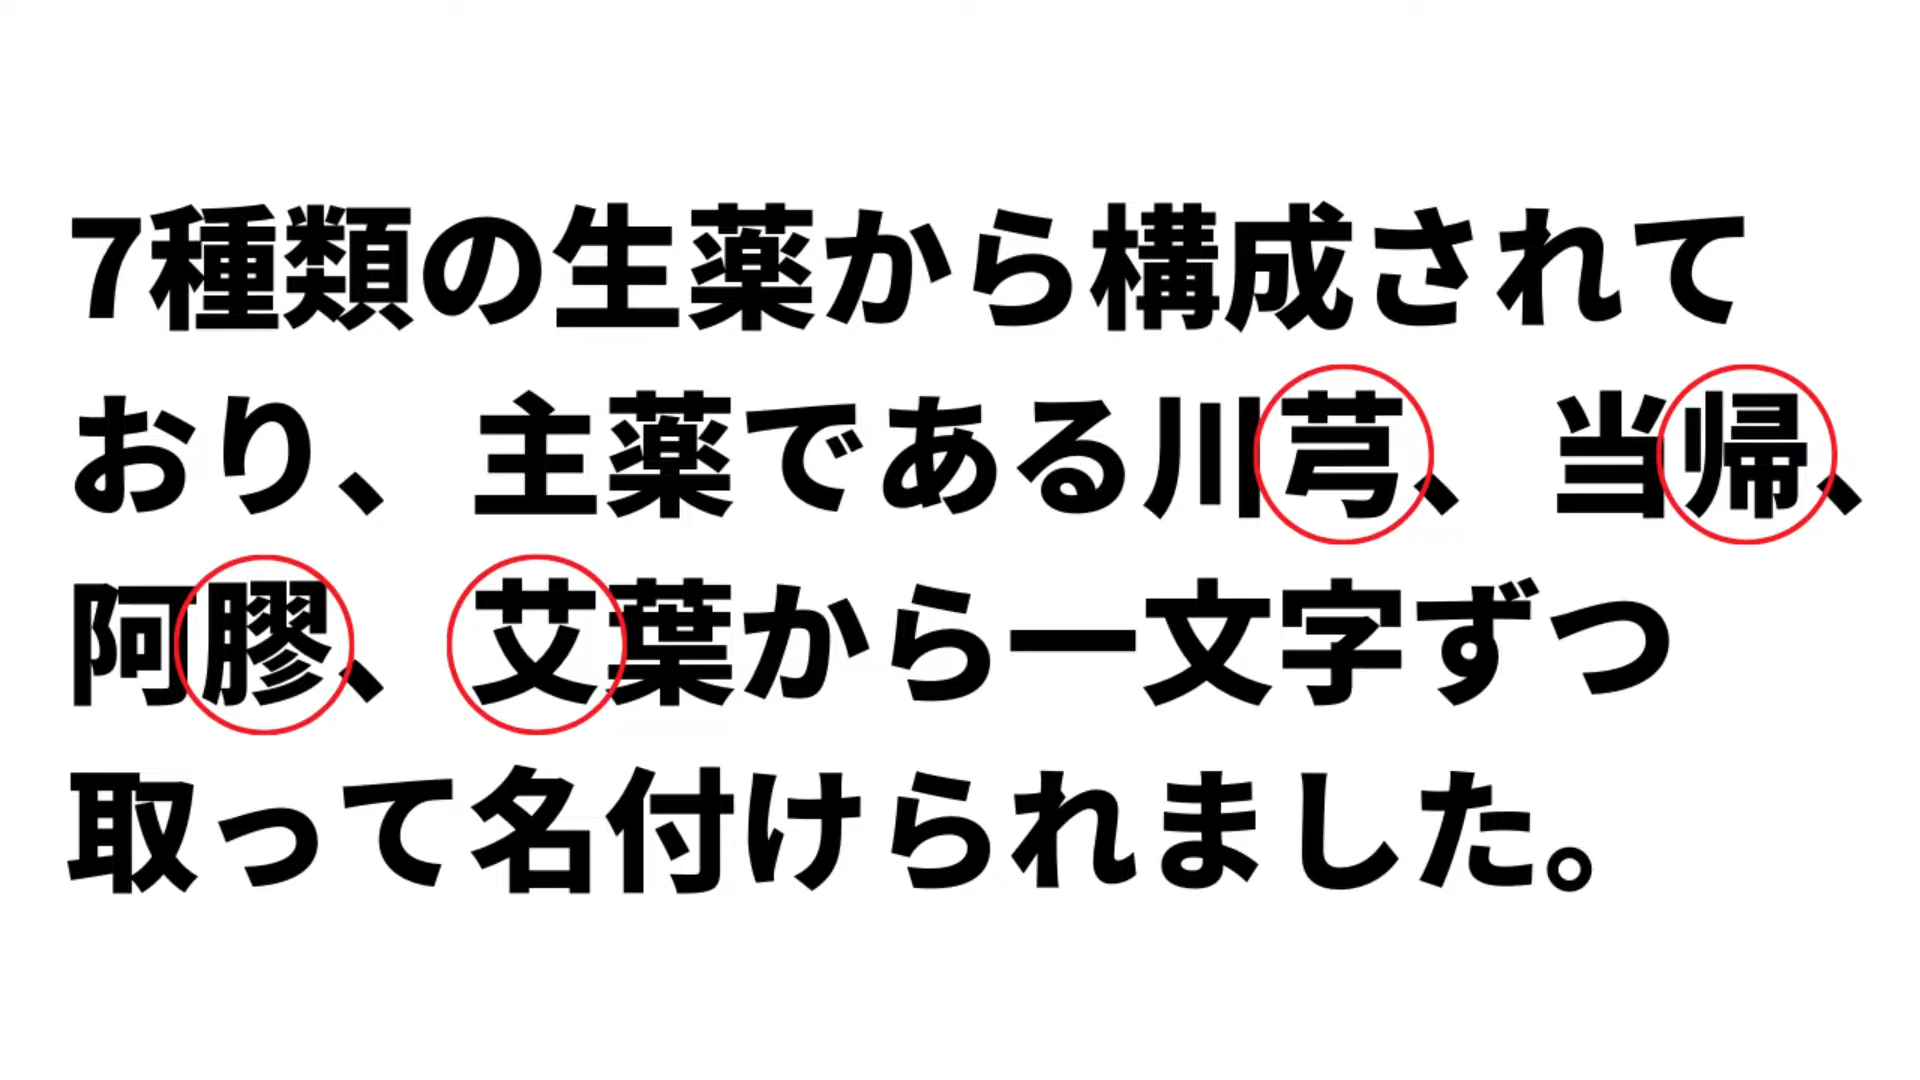 7種類の生薬から構成されて
おり、主薬である川芎、当帰、
阿膠、艾葉から一文字ずつ
取って名付けられました。